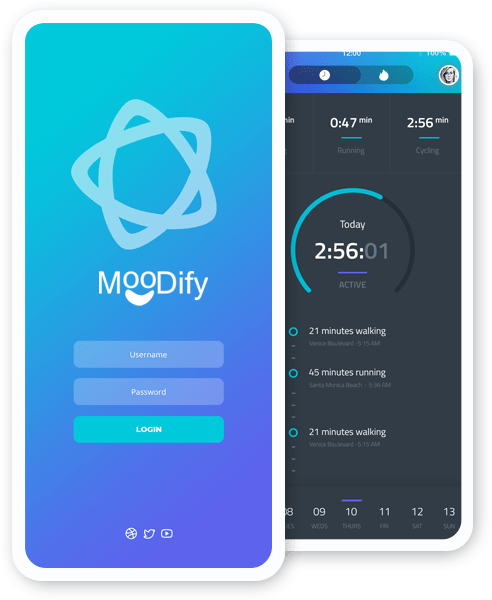 MooDify
Username
Password
LOGIN
12:00
100%
min
0:47 min
2:56 min
Running
Cycling
Today
2:56:01
ACTIVE
21 minutes walking
Venice Boulevard · 5:15 AM
45 minutes running
Santa Monica Beach · 5:36 AM
21 minutes walking
Venice Boulevard · 5:15 AM
08 09 10 11 12 13
WEDS THURS FRI SAT SUN